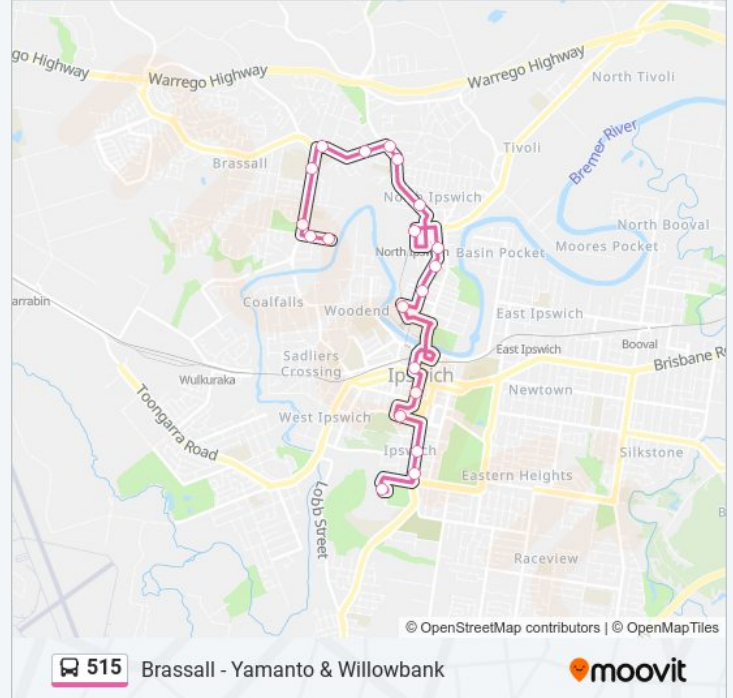 go Highway
Warrego Highway
Warrego Highway
North Tivoli
Tivoli
Bremer River
Brassall
North Ipswich
North Booval
North Ipswich
Basin Pocket
Moores Pocket
arrabin
Coalfalls
Woodend
East Ipswich
Sadliers
Crossing
East Ipswich
Booval
Brisbane R
Wulkuraka
Ipswich
Newtown
Toongarra Road
West Ipswich
Ipswich
Silkstone
Eastern Heights
Lobb Street
B
Raceview
© OpenStreetMap contributors | © OpenMapTiles
515
Brassall - Yamanto & Willowbank
moovit